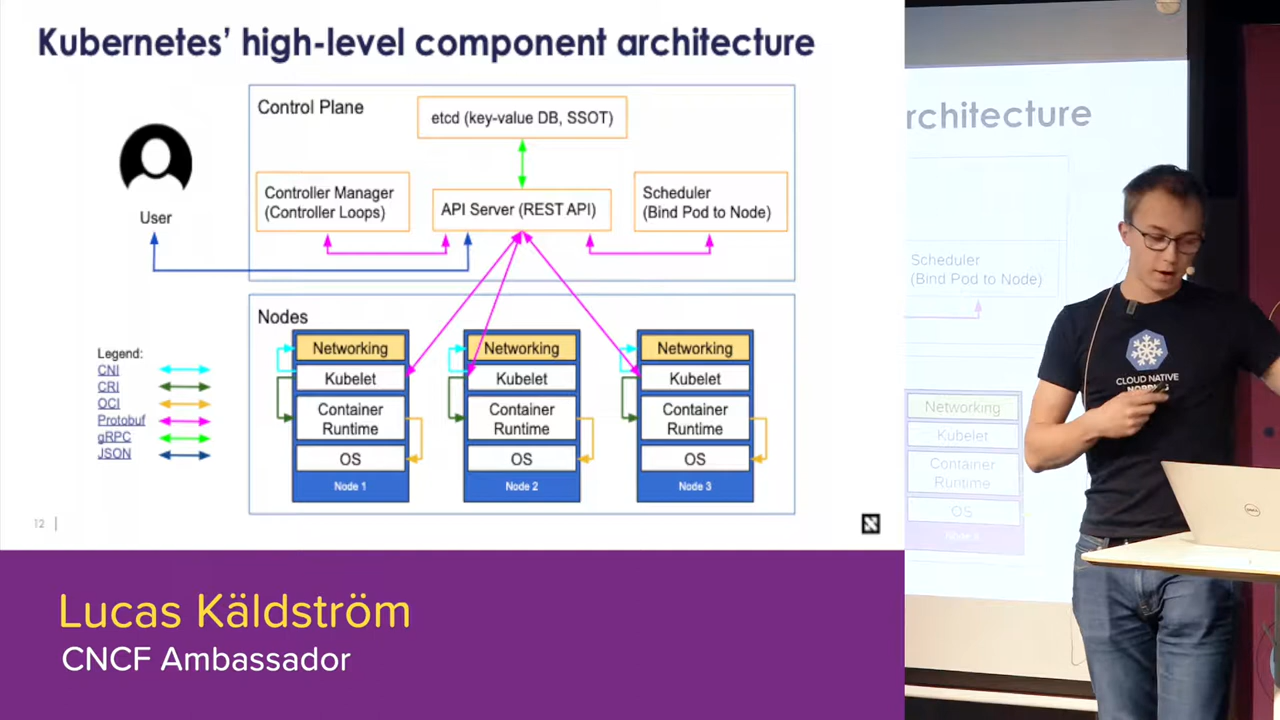 Kubernetes' high-level component architecture
Control Plane
etcd (key-value DB, SSOT)
Controller Manager
(Controller Loops)
API Server (REST API)
Scheduler
(Bind Pod to Node)
User
Nodes
Networking
Kubelet
Container
Runtime
OS
Node 1
Networking
Kubelet
Container
Runtime
OS
Node 2
Networking
Kubelet
Container
Runtime
OS
Node 3
Legend:
CNI
CRI
OCI
Protobuf
gRPC
JSON
12
Lucas Käldström
CNCF Ambassador
rchitecture
Scheduler
(Bind Pod to Node)
Networking
Kubelet
Container
Runtime
OS
CLOUD NATIVE
DELL